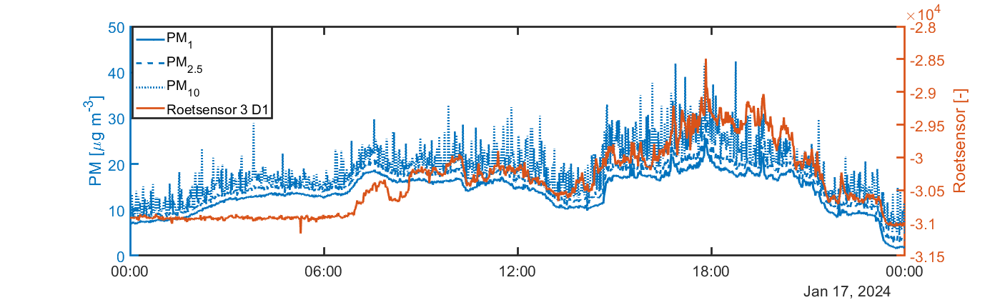 ×10⁴
50
40
30
20
10
0
PM [μg m⁻³]
PM₁
PM₂.₅
PM₁₀
Roetsensor 3 D1
-2.8
-2.85
-2.9
-2.95
-3
-3.05
-3.1
-3.15
Roetsensor [-]
00:00 06:00 12:00 18:00 00:00
Jan 17, 2024